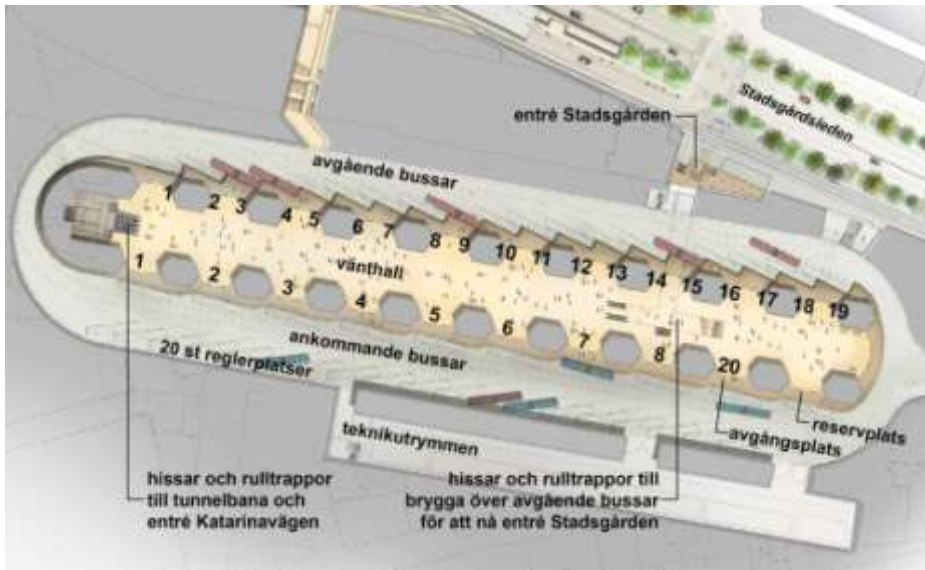 entré Stadsgården
Stadsgårdsleden
avgående bussar
1 2 3 4 5 6 7 8 9 10 11 12 13 14 15 16 17 18 19
vänthall
1 2 3 4 5 6 7 8 20
ankommande bussar
20 st reglerplatser
reservplats
avgångsplats
teknikutrymmen
hissar och rulltrappor
till tunnelbana och
entré Katarinavägen
hissar och rulltrappor till
brygga över avgående bussar
för att nå entré Stadsgården